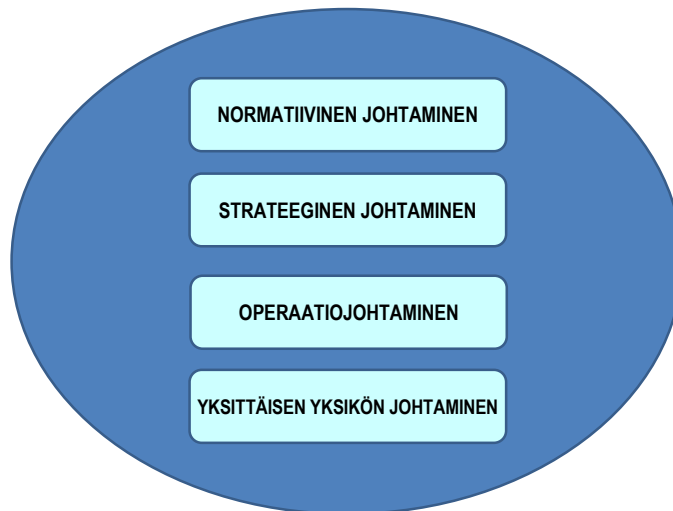 NORMATIIVINEN JOHTAMINEN
STRATEEGINEN JOHTAMINEN
OPERAATIOJOHTAMINEN
YKSITTÄISEN YKSIKÖN JOHTAMINEN